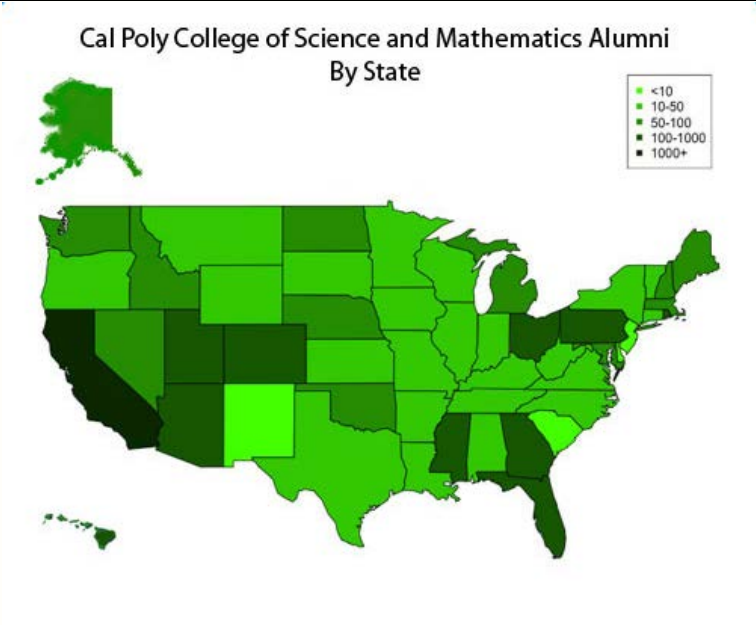 Cal Poly College of Science and Mathematics Alumni
By State
<10
10-50
50-100
100-1000
1000+